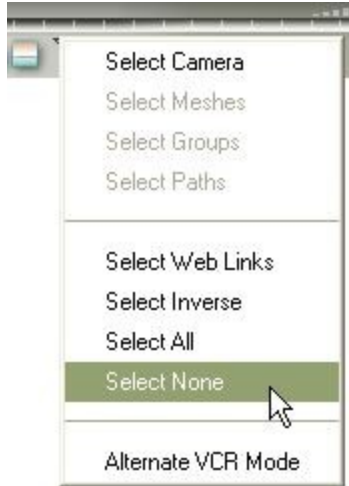 Select Camera
Select Meshes
Select Groups
Select Paths
Select Web Links
Select Inverse
Select All
Select None
Alternate VCR Mode